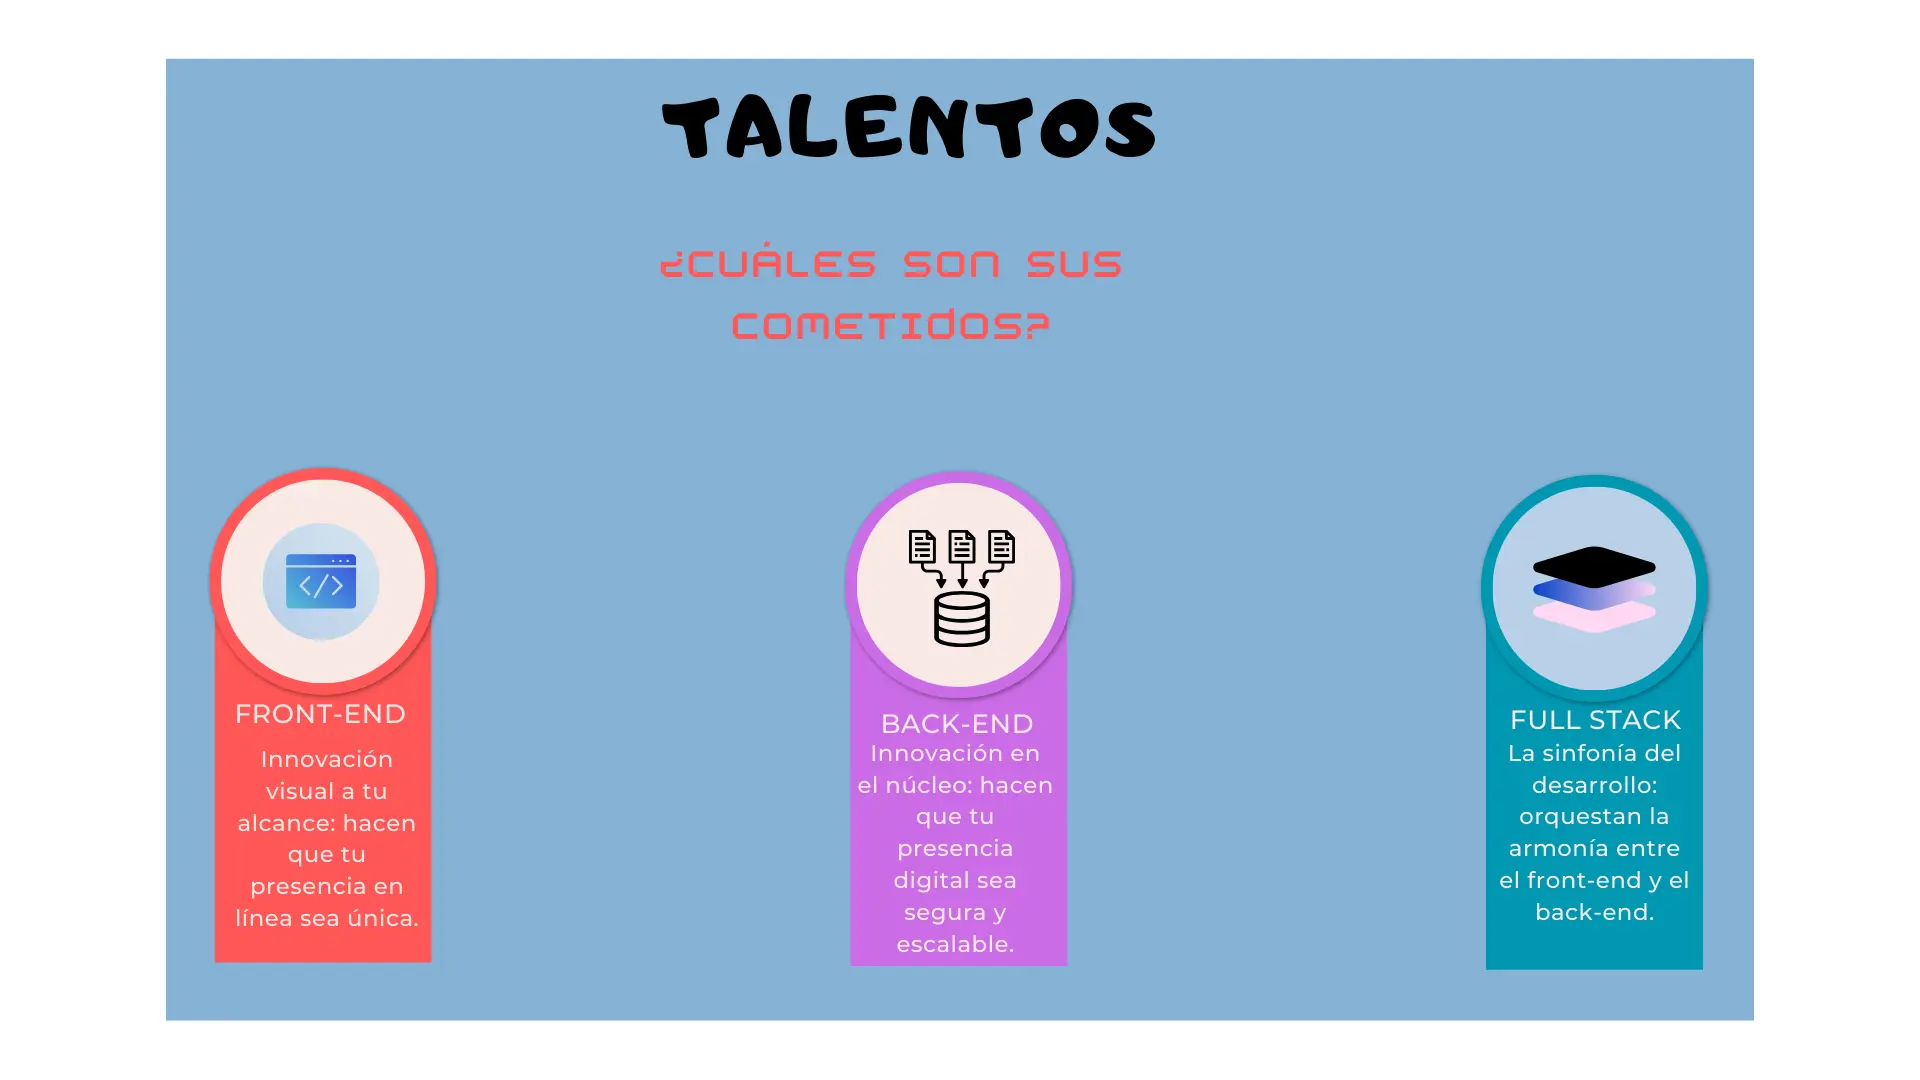 TALENTOS
¿CUÁLES SON SUS
COMETIDOS?
FRONT-END
Innovación
visual a tu
alcance: hacen
que tu
presencia en
línea sea única.
BACK-END
Innovación en
el núcleo: hacen
que tu
presencia
digital sea
segura y
escalable.
FULL STACK
La sinfonía del
desarrollo:
orquestan la
armonía entre
el front-end y el
back-end.